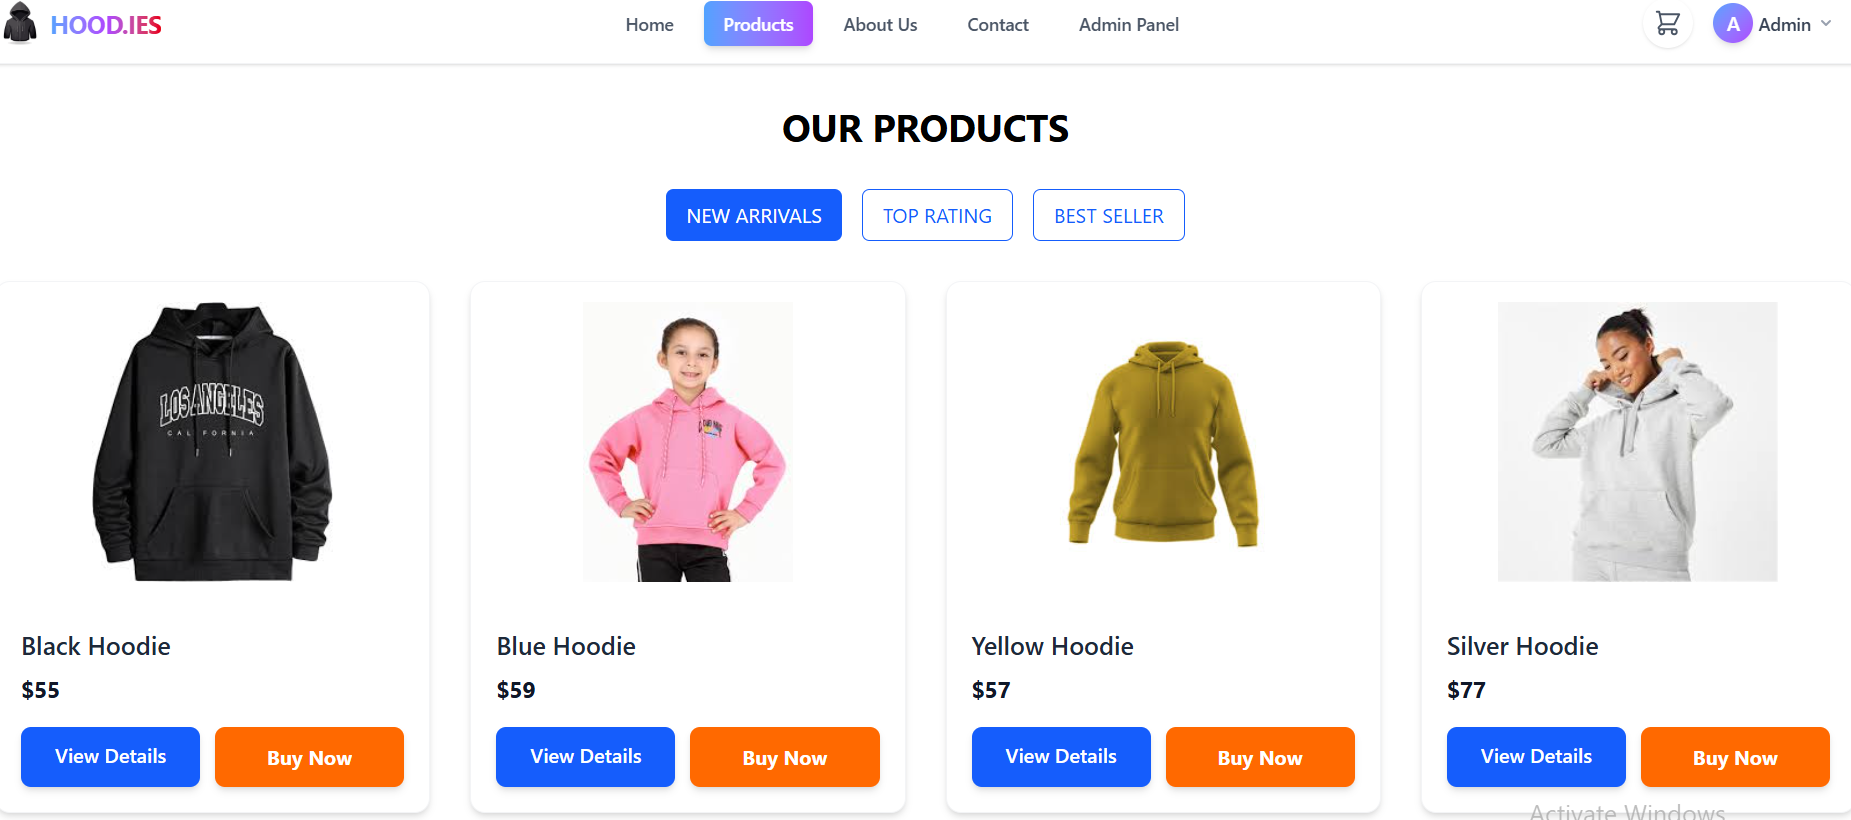 HOOD.IES
Home
Products
About Us
Contact
Admin Panel
A
Admin
OUR PRODUCTS
NEW ARRIVALS
TOP RATING
BEST SELLER
LOS ANGELES
CALIFORNIA
Black Hoodie
$55
View Details
Buy Now
Blue Hoodie
$59
View Details
Buy Now
Yellow Hoodie
$57
View Details
Buy Now
Silver Hoodie
$77
View Details
Buy Now
Activate Windows